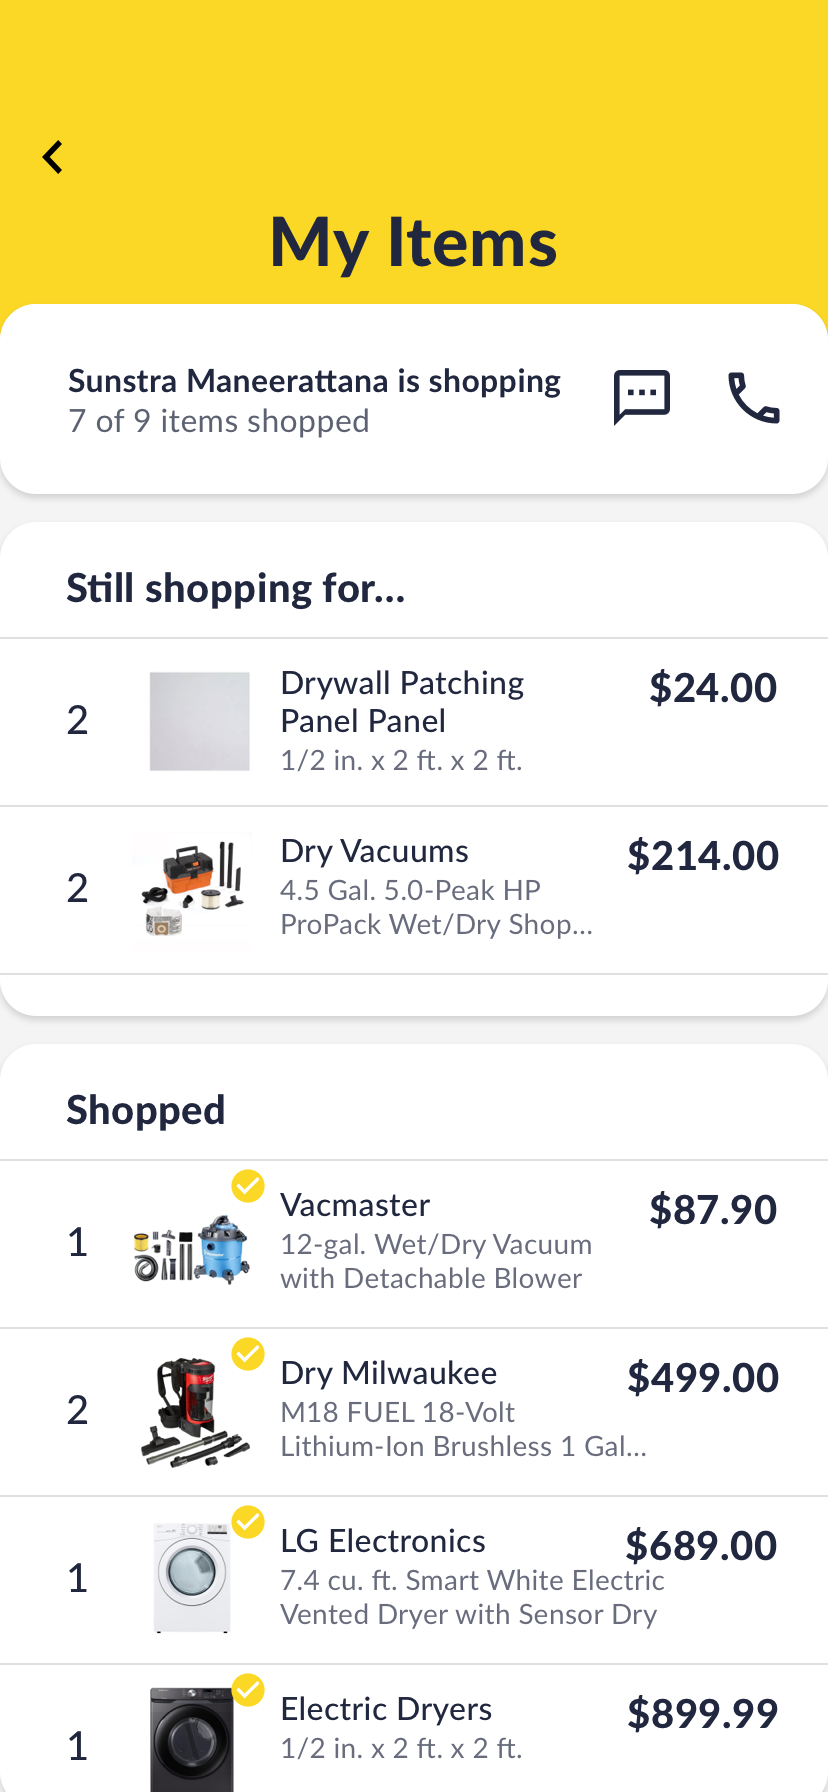 My Items
Sunstra Maneerattana is shopping
7 of 9 items shopped
Still shopping for...
2
Drywall Patching
Panel Panel
1/2 in. x 2 ft. x 2 ft.
$24.00
2
Dry Vacuums
4.5 Gal. 5.0-Peak HP
ProPack Wet/Dry Shop...
$214.00
Shopped
1
Vacmaster
12-gal. Wet/Dry Vacuum
with Detachable Blower
$87.90
2
Dry Milwaukee
M18 FUEL 18-Volt
Lithium-Ion Brushless 1 Gal...
$499.00
1
LG Electronics
7.4 cu. ft. Smart White Electric
Vented Dryer with Sensor Dry
$689.00
1
Electric Dryers
1/2 in. x 2 ft. x 2 ft.
$899.99